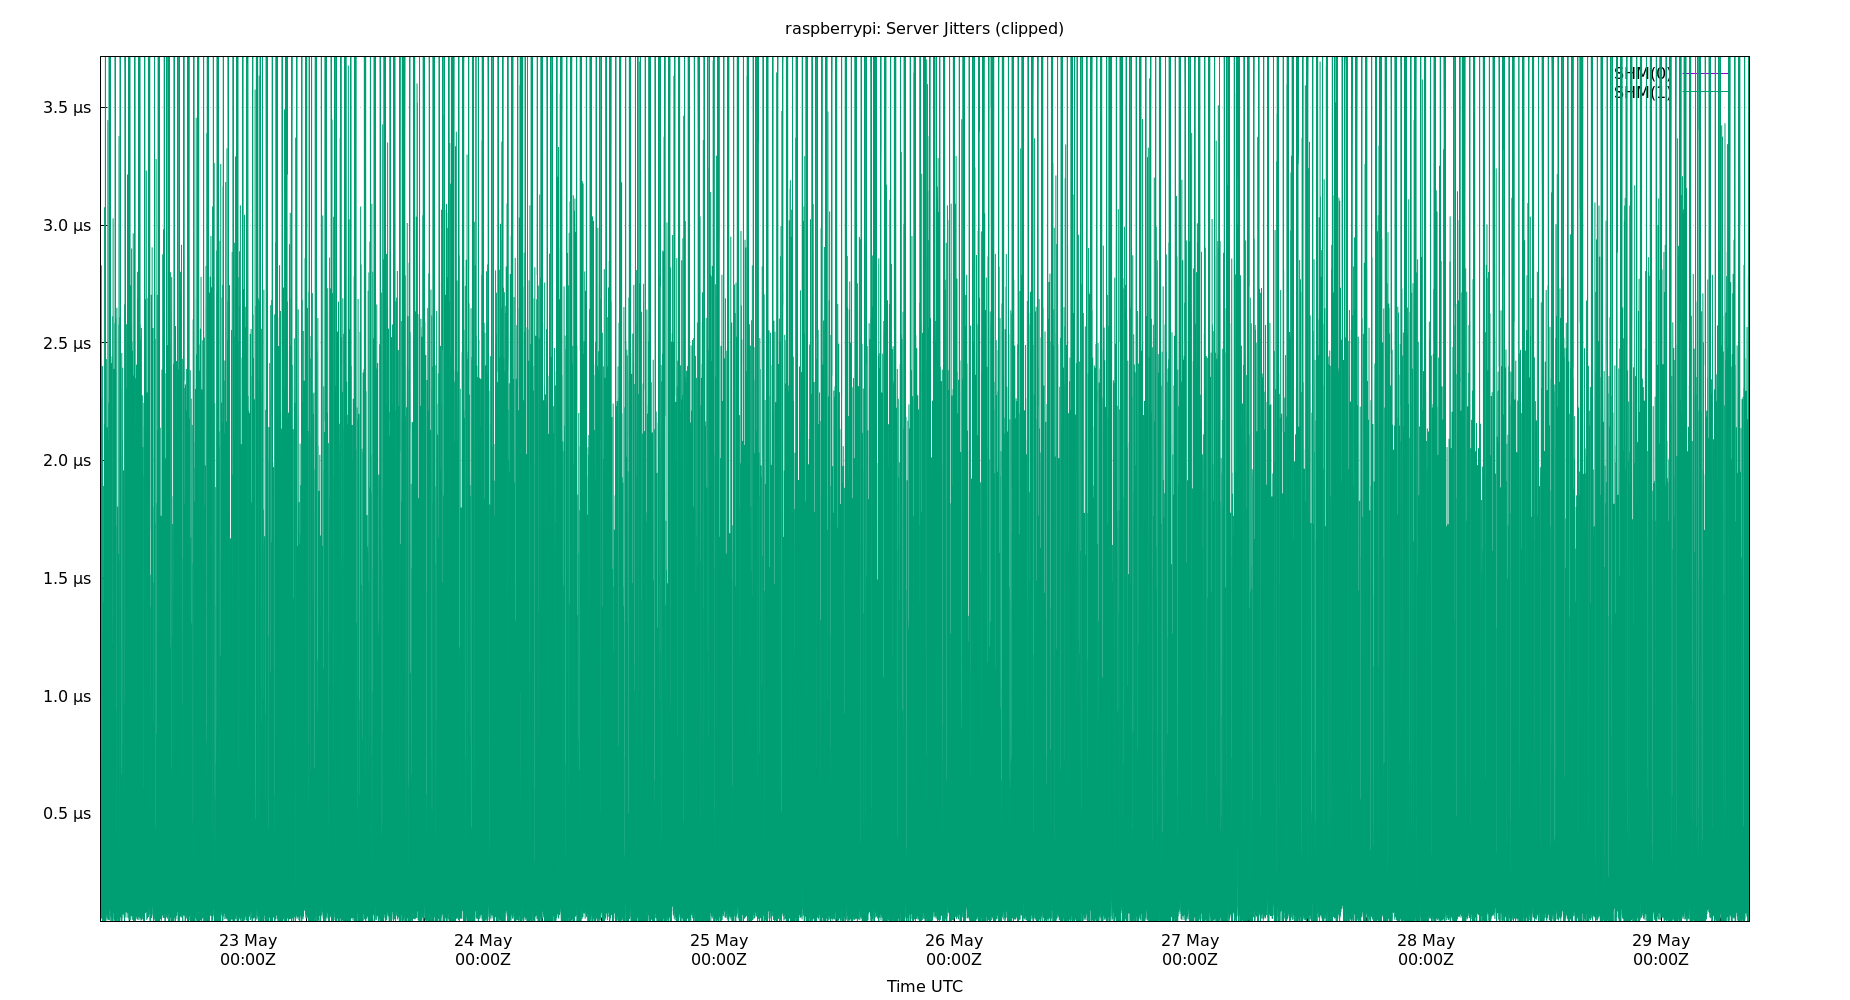 raspberrypi: Server Jitters (clipped)
SHM(0)
SHM(1)
3.5 µs
3.0 µs
2.5 µs
2.0 µs
1.5 µs
1.0 µs
0.5 µs
23 May 24 May 25 May 26 May 27 May 28 May 29 May
00:00Z 00:00Z 00:00Z 00:00Z 00:00Z 00:00Z 00:00Z
Time UTC